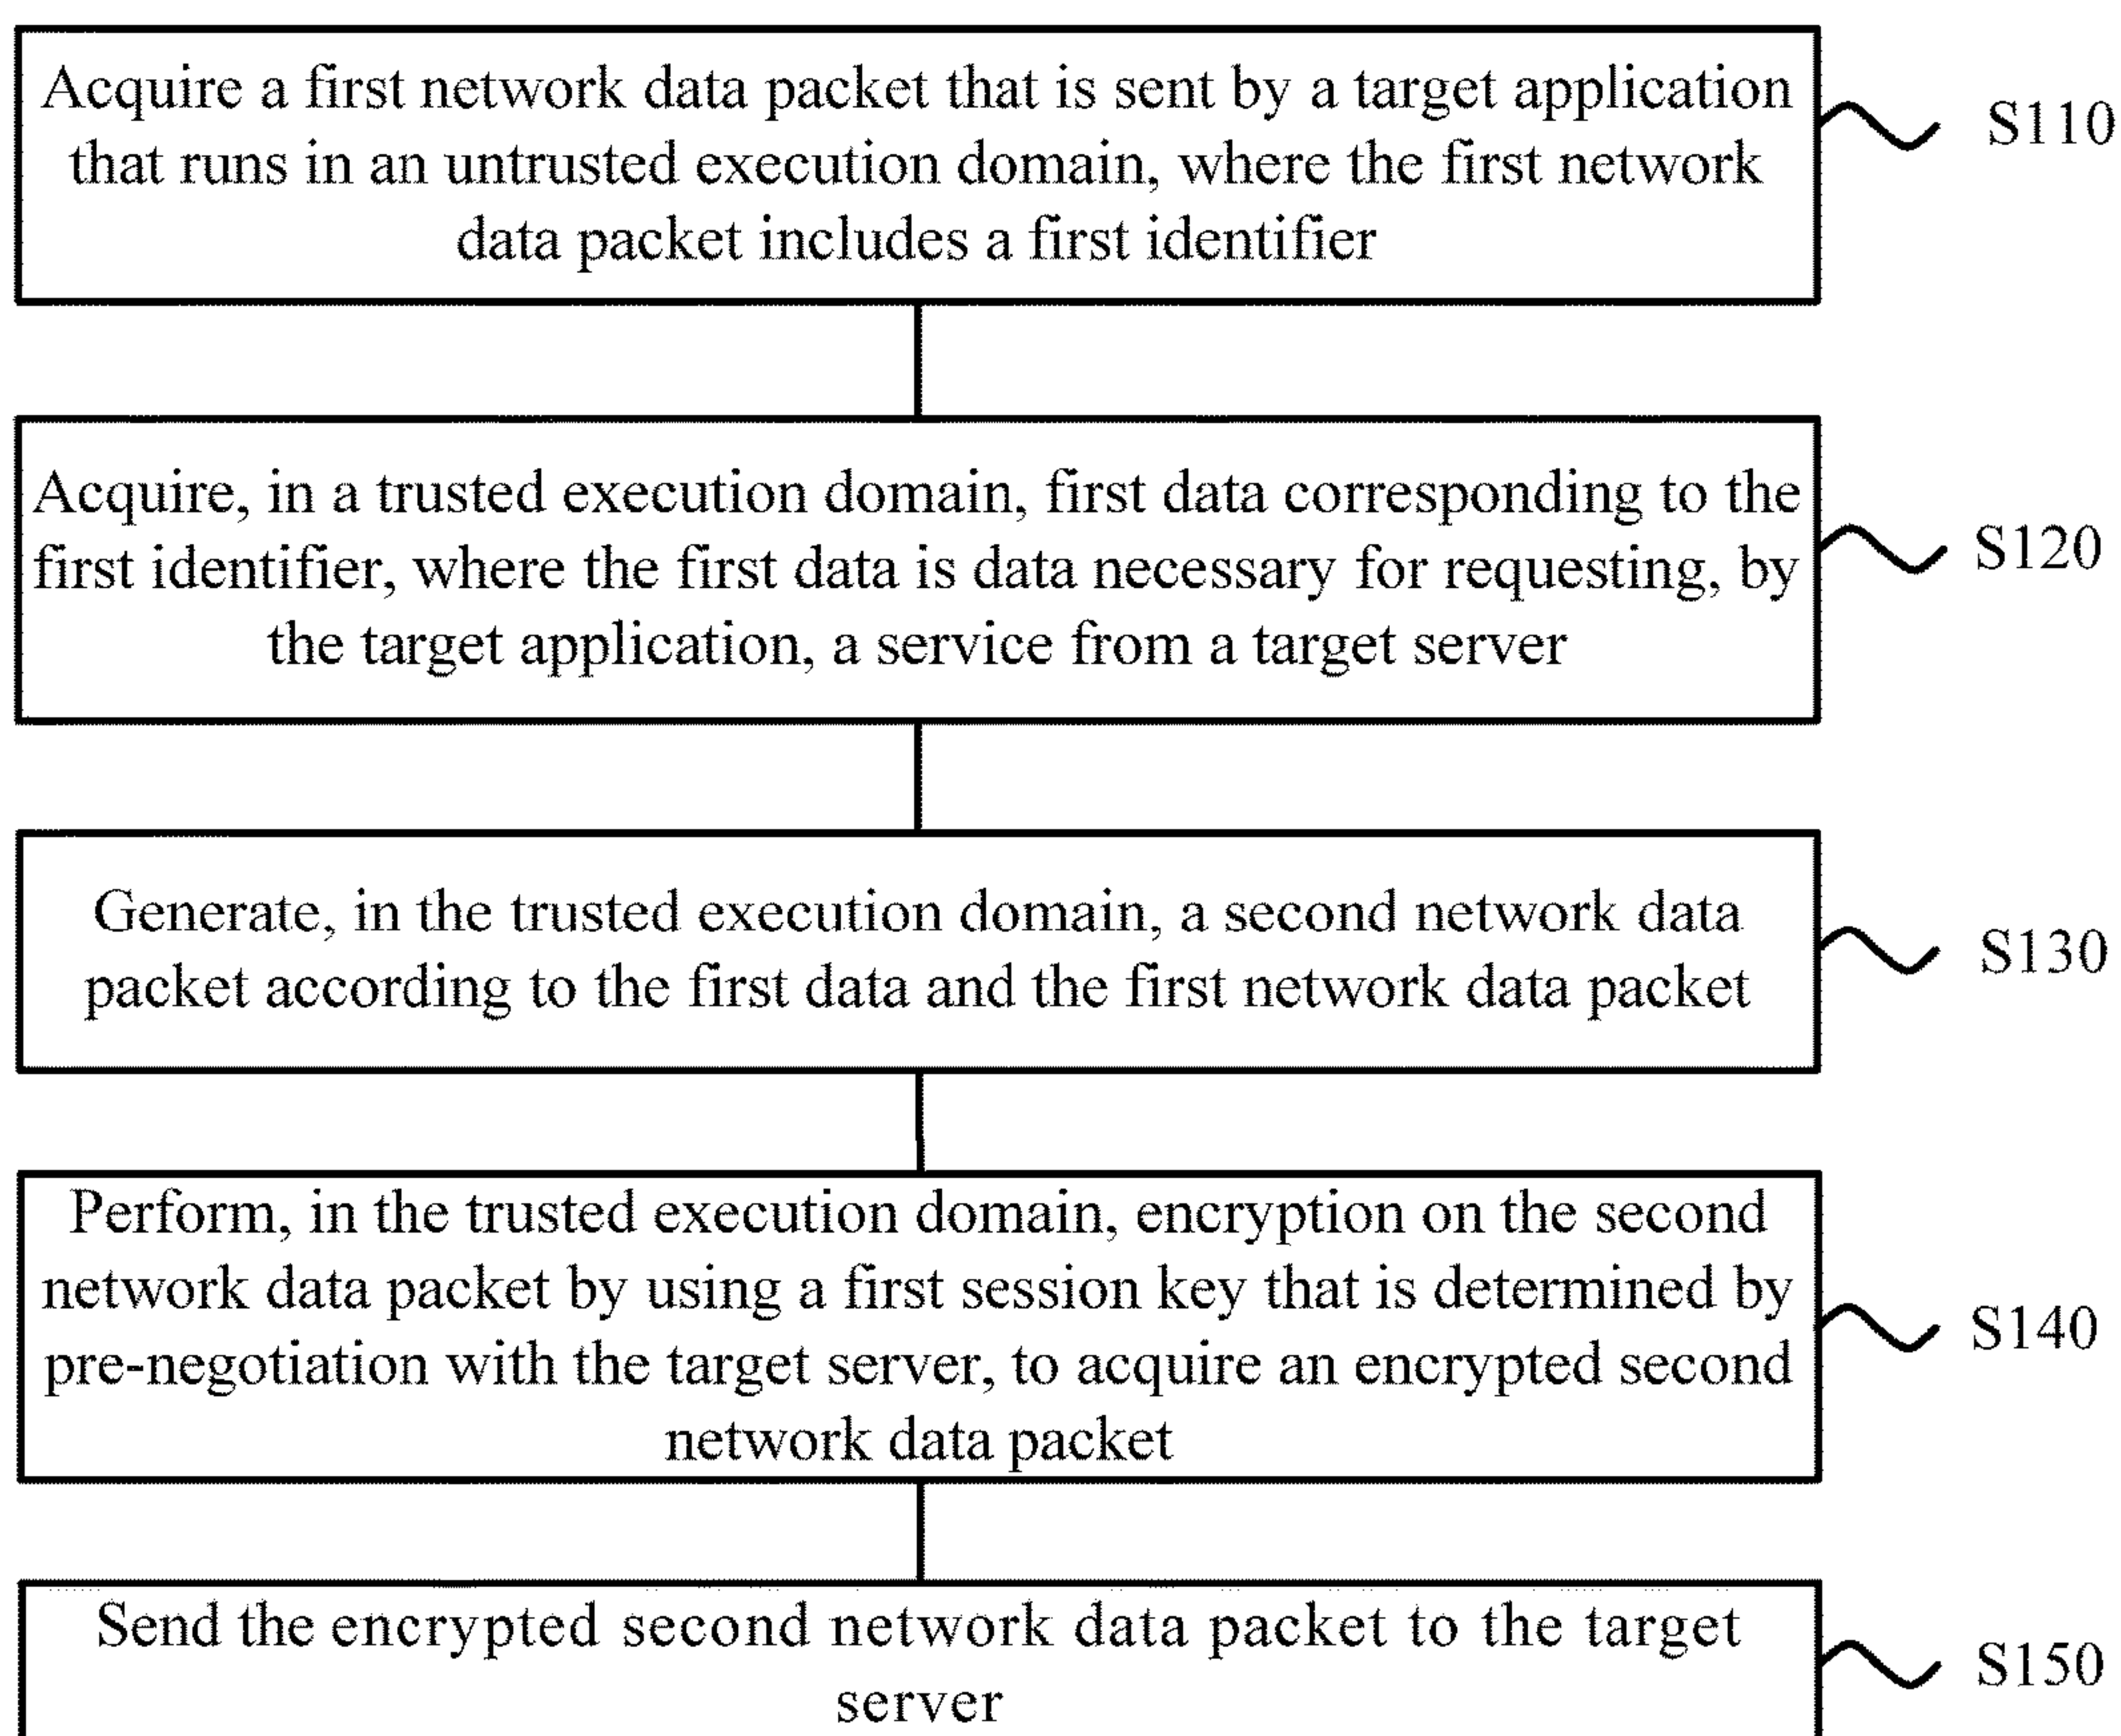 Acquire a first network data packet that is sent by a target application
that runs in an untrusted execution domain, where the first network
data packet includes a first identifier
S110
Acquire, in a trusted execution domain, first data corresponding to the
first identifier, where the first data is data necessary for requesting, by
the target application, a service from a target server
S120
Generate, in the trusted execution domain, a second network data
packet according to the first data and the first network data packet
S130
Perform, in the trusted execution domain, encryption on the second
network data packet by using a first session key that is determined by
pre-negotiation with the target server, to acquire an encrypted second
network data packet
S140
Send the encrypted second network data packet to the target
server
S150